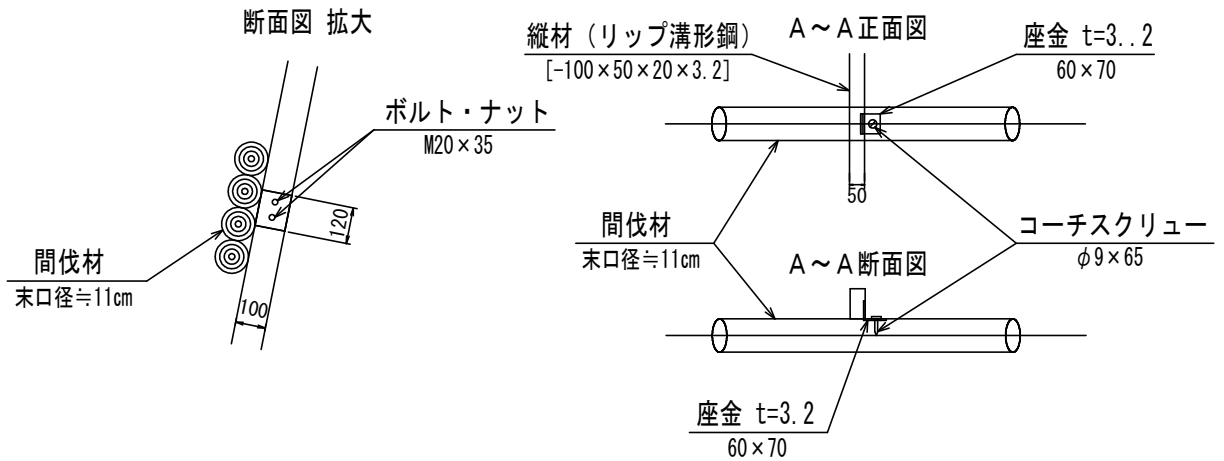 断面図 拡大
ボルト・ナット
M20×35
120
間伐材
末口径≒11cm
100
縦材（リップ溝形鋼）
[-100×50×20×3.2]
A～A正面図
座金 t=3..2
60×70
50
間伐材
末口径≒11cm
コーチスクリュー
φ9×65
A～A断面図
座金 t=3.2
60×70